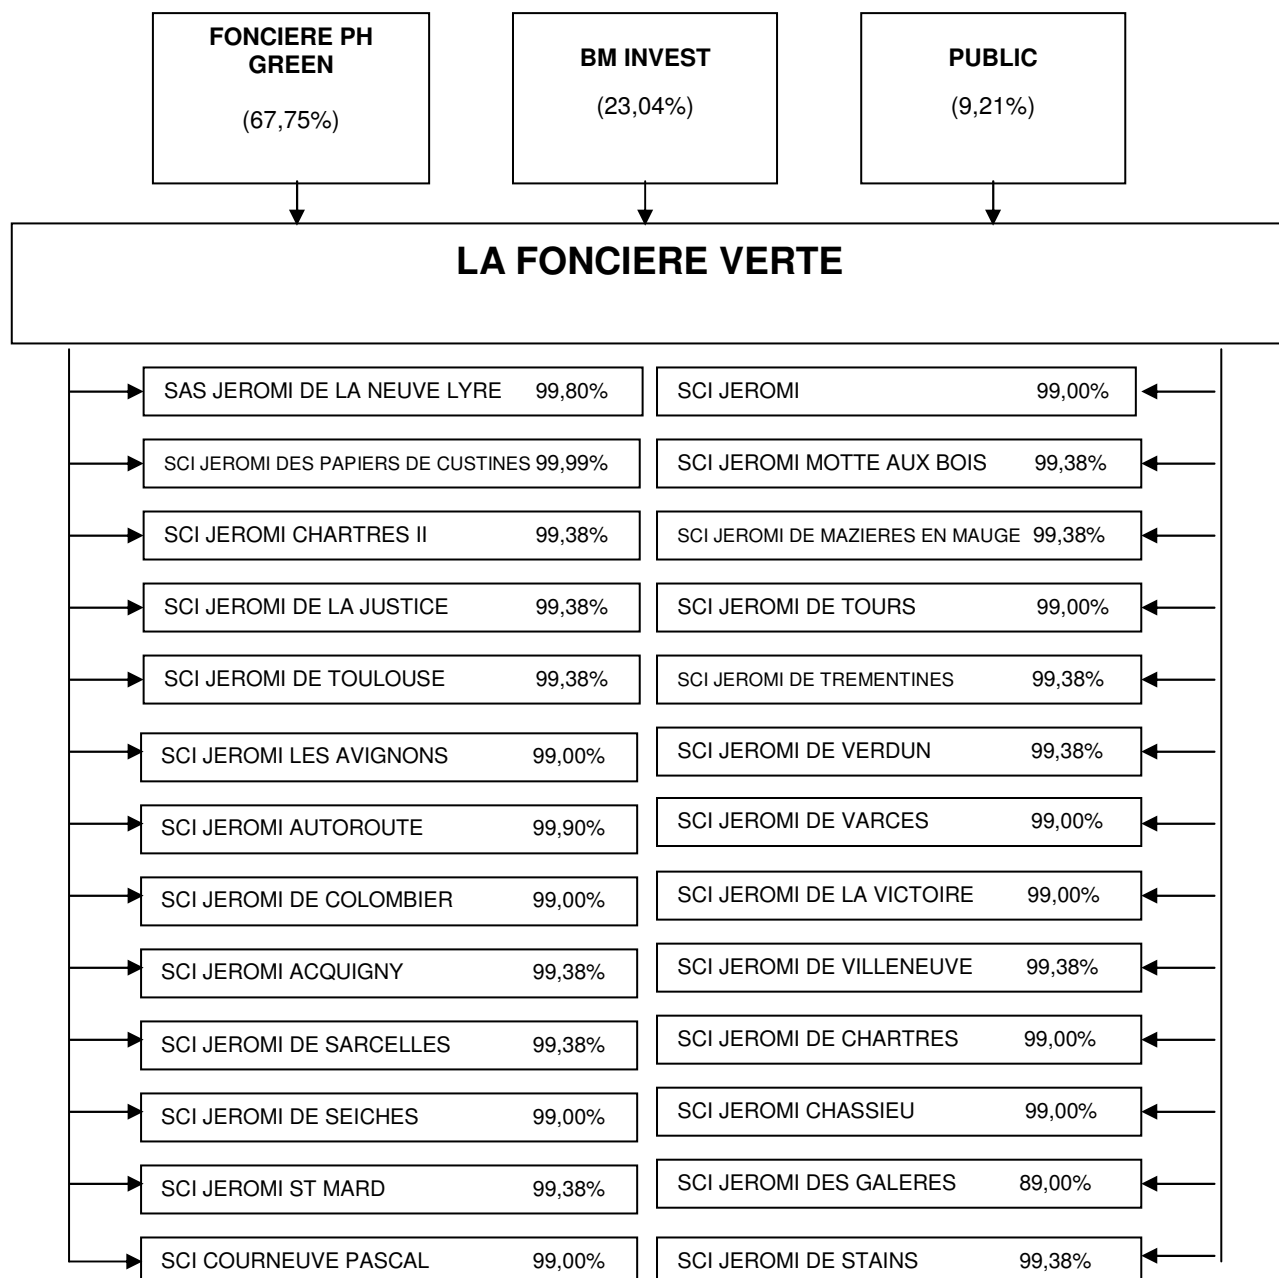 FONCIERE PH
GREEN
(67,75%)
BM INVEST
(23,04%)
PUBLIC
(9,21%)
LA FONCIERE VERTE
SAS JEROMI DE LA NEUVE LYRE 99,80%
SCI JEROMI 99,00%
SCI JEROMI DES PAPIERS DE CUSTINES 99,99%
SCI JEROMI MOTTE AUX BOIS 99,38%
SCI JEROMI CHARTRES II 99,38%
SCI JEROMI DE MAZIERES EN MAUGE 99,38%
SCI JEROMI DE LA JUSTICE 99,38%
SCI JEROMI DE TOURS 99,00%
SCI JEROMI DE TOULOUSE 99,38%
SCI JEROMI DE TREMENTINES 99,38%
SCI JEROMI LES AVIGNONS 99,00%
SCI JEROMI DE VERDUN 99,38%
SCI JEROMI AUTOROUTE 99,90%
SCI JEROMI DE VARCES 99,00%
SCI JEROMI DE COLOMBIER 99,00%
SCI JEROMI DE LA VICTOIRE 99,00%
SCI JEROMI ACQUIGNY 99,38%
SCI JEROMI DE VILLENEUVE 99,38%
SCI JEROMI DE SARCELLES 99,38%
SCI JEROMI DE CHARTRES 99,00%
SCI JEROMI DE SEICHES 99,00%
SCI JEROMI CHASSIEU 99,00%
SCI JEROMI ST MARD 99,38%
SCI JEROMI DES GALERES 89,00%
SCI COURNEUVE PASCAL 99,00%
SCI JEROMI DE STAINS 99,38%